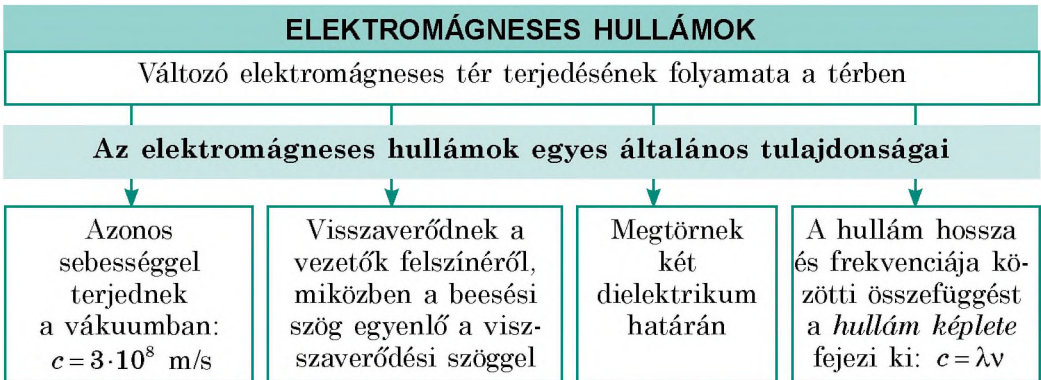 ELEKTROMÁGNESES HULLÁMOK
Változó elektromágneses tér terjedésének folyamata a térben
Az elektromágneses hullámok egyes általános tulajdonságai
Azonos
sebességgel
terjednek
a vákuumban:
c = 3·10⁸ m/s
Visszaverődnek a
vezetők felszínéről,
miközben a beesési
szög egyenlő a visz-
szaverődési szöggel
Megtörnek
két
dielektrikum
határán
A hullám hossza
és frekvenciája kö-
zötti összefüggést
a hullám képlete
fejezi ki: c = λν